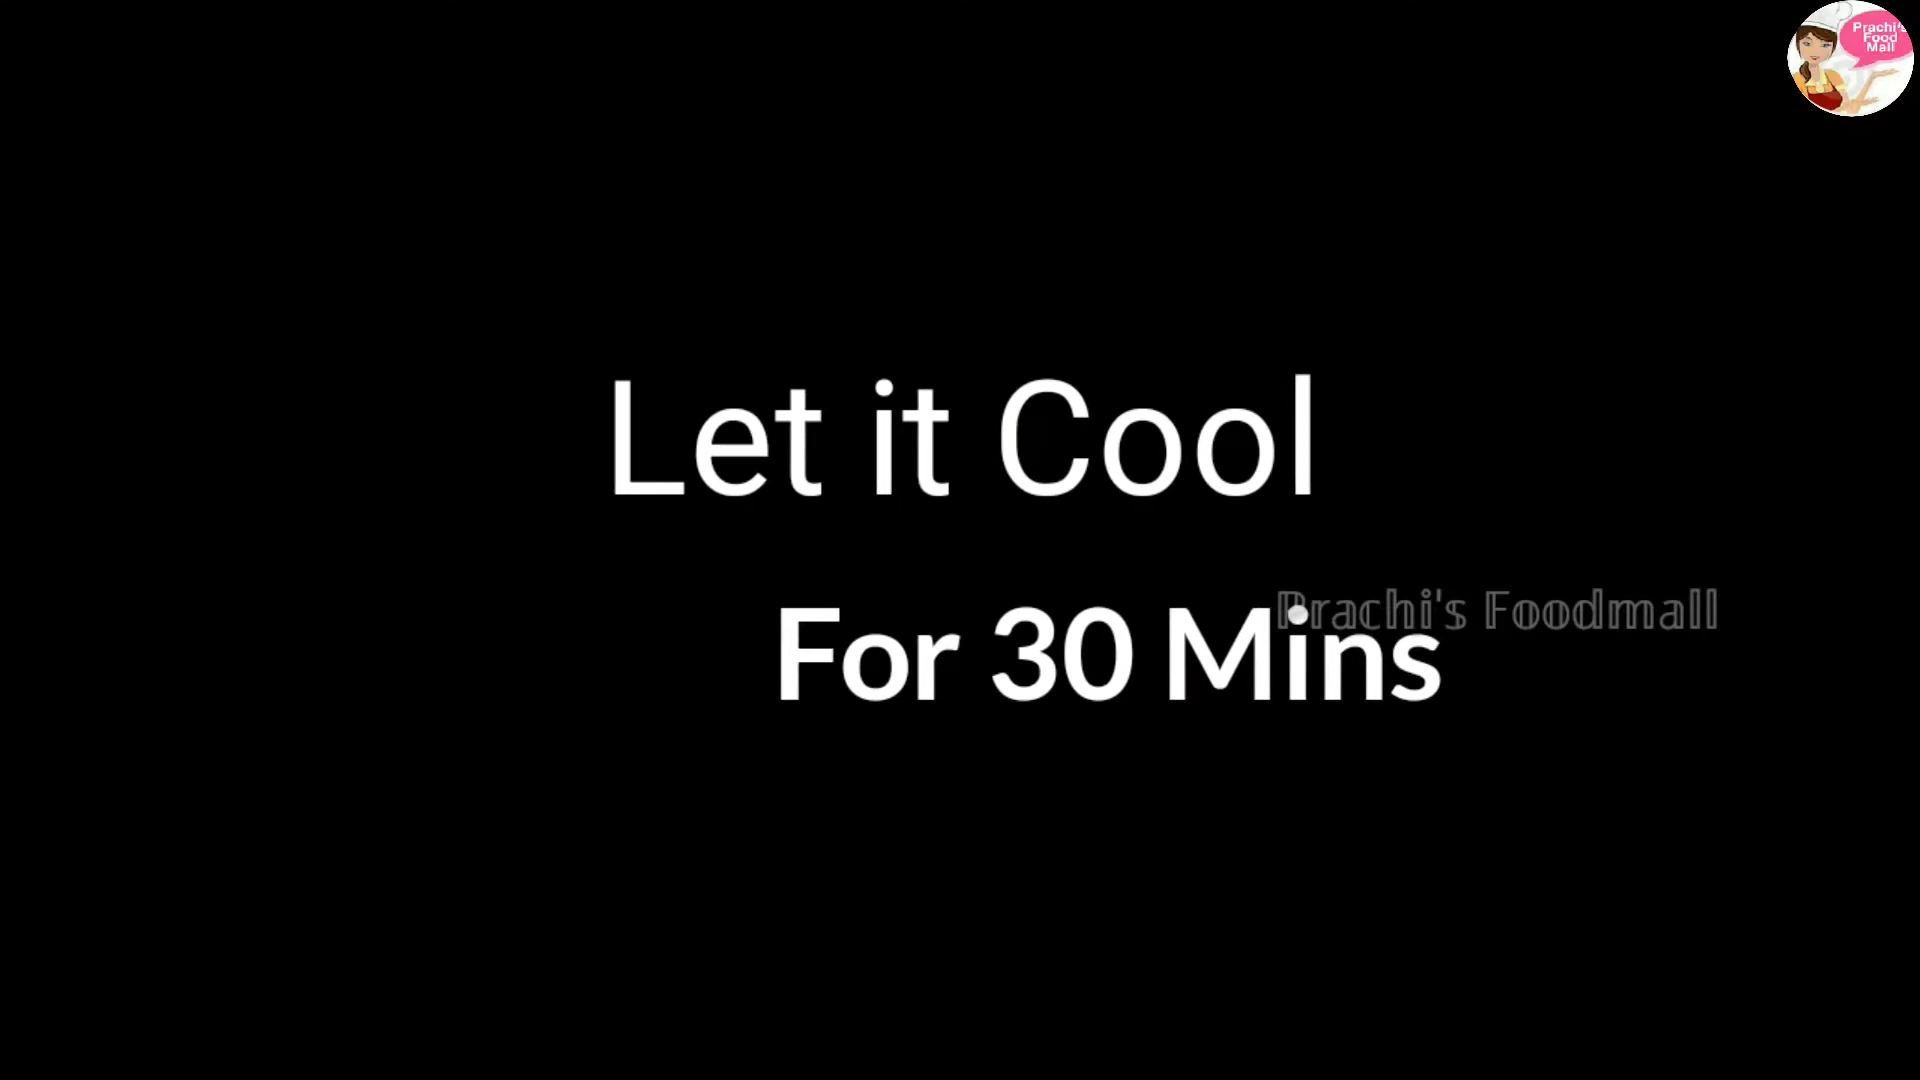 Prachi's
Food
Mall
Let it Cool
Prachi's Foodmall
For 30 Mins